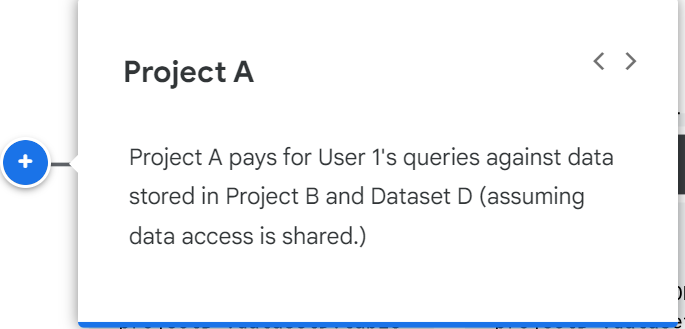 Project A
Project A pays for User 1's queries against data
stored in Project B and Dataset D (assuming
data access is shared.)